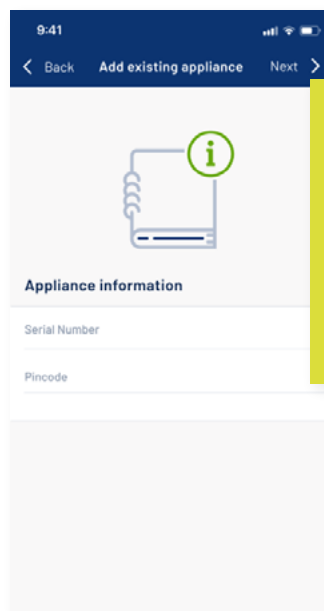 9:41
Back Add existing appliance Next
i
Appliance information
Serial Number
Pincode